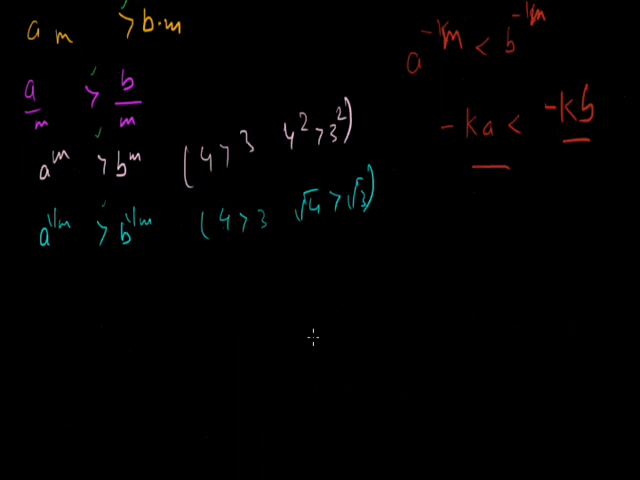 a m > b·m
a/m > b/m
a^m > b^m (4 > 3 4^2 > 3^2)
a^1/m > b^1/m (4 > 3 √4 > √3)
a^-1/m < b^-1/m
-ka < -kb